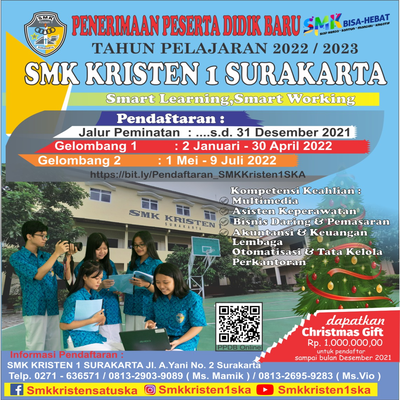 PENERIMAAN PESERTA DIDIK BARU
SMK BISA-HEBAT
TAHUN PELAJARAN 2022 / 2023
SMK KRISTEN 1 SURAKARTA
Smart Learning,Smart Working
Pendaftaran :
Jalur Peminatan : ....s.d. 31 Desember 2021
Gelombang 1 : 2 Januari - 30 April 2022
Gelombang 2 : 1 Mei - 9 Juli 2022
https://bit.ly/Pendaftaran_SMKKristen1SKA
Kompetensi Keahlian :
Multimedia
Asisten Keperawatan
Bisnis Daring & Pemasaran
Akuntansi & Keuangan
Lembaga
Otomatisasi & Tata Kelola
Perkantoran
SMK KRISTEN
dapatkan
Christmas Gift
Rp. 1.000.000,00
untuk pendaftar
sampai bulan Desember 2021
Informasi Pendaftaran :
SMK KRISTEN 1 SURAKARTA Jl. A.Yani No. 2 Surakarta
Telp. 0271 - 636571 / 0813-2903-9089 ( Ms. Mamik ) / 0813-2695-9283 (Ms.Vio )
Smkkristensatuska
Smkkristen1ska
Smkkristen1ska